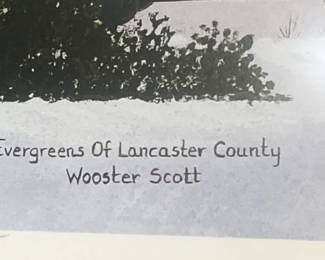 Evergreens Of Lancaster County
Wooster Scott